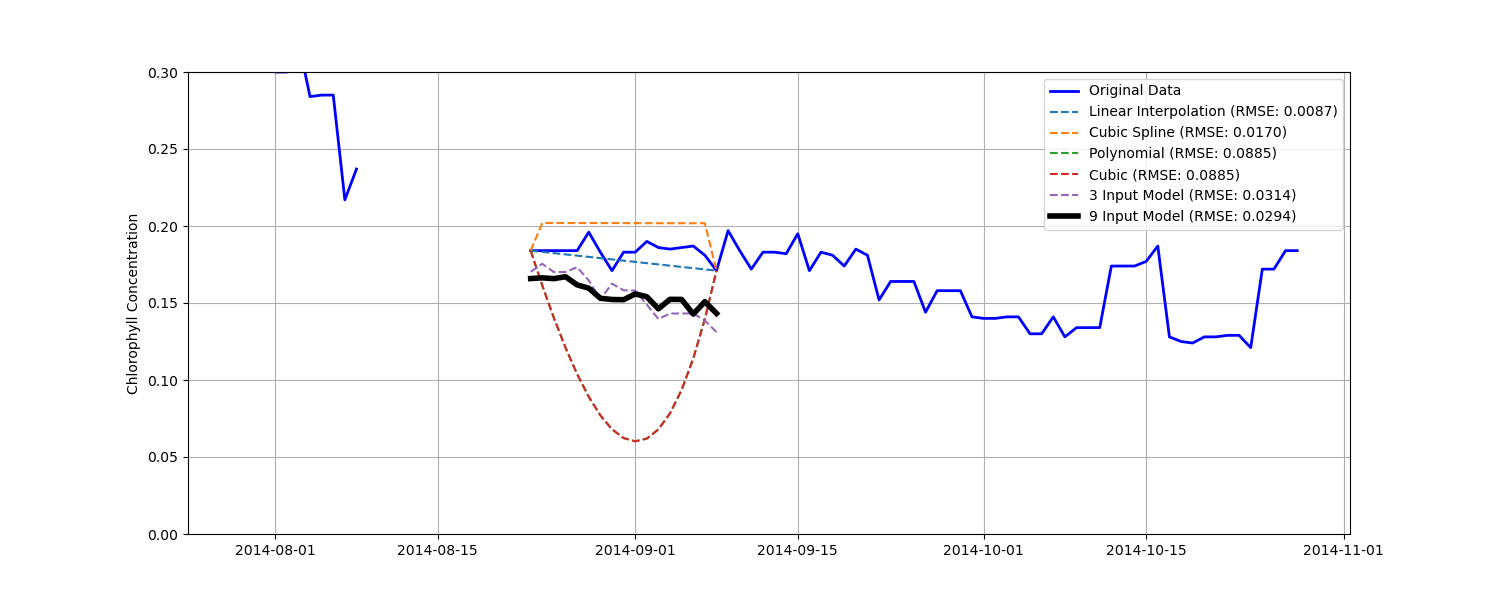 Chlorophyll Concentration
0.30
0.25
0.20
0.15
0.10
0.05
0.00
Original Data
Linear Interpolation (RMSE: 0.0087)
Cubic Spline (RMSE: 0.0170)
Polynomial (RMSE: 0.0885)
Cubic (RMSE: 0.0885)
3 Input Model (RMSE: 0.0314)
9 Input Model (RMSE: 0.0294)
2014-08-01
2014-08-15
2014-09-01
2014-09-15
2014-10-01
2014-10-15
2014-11-01